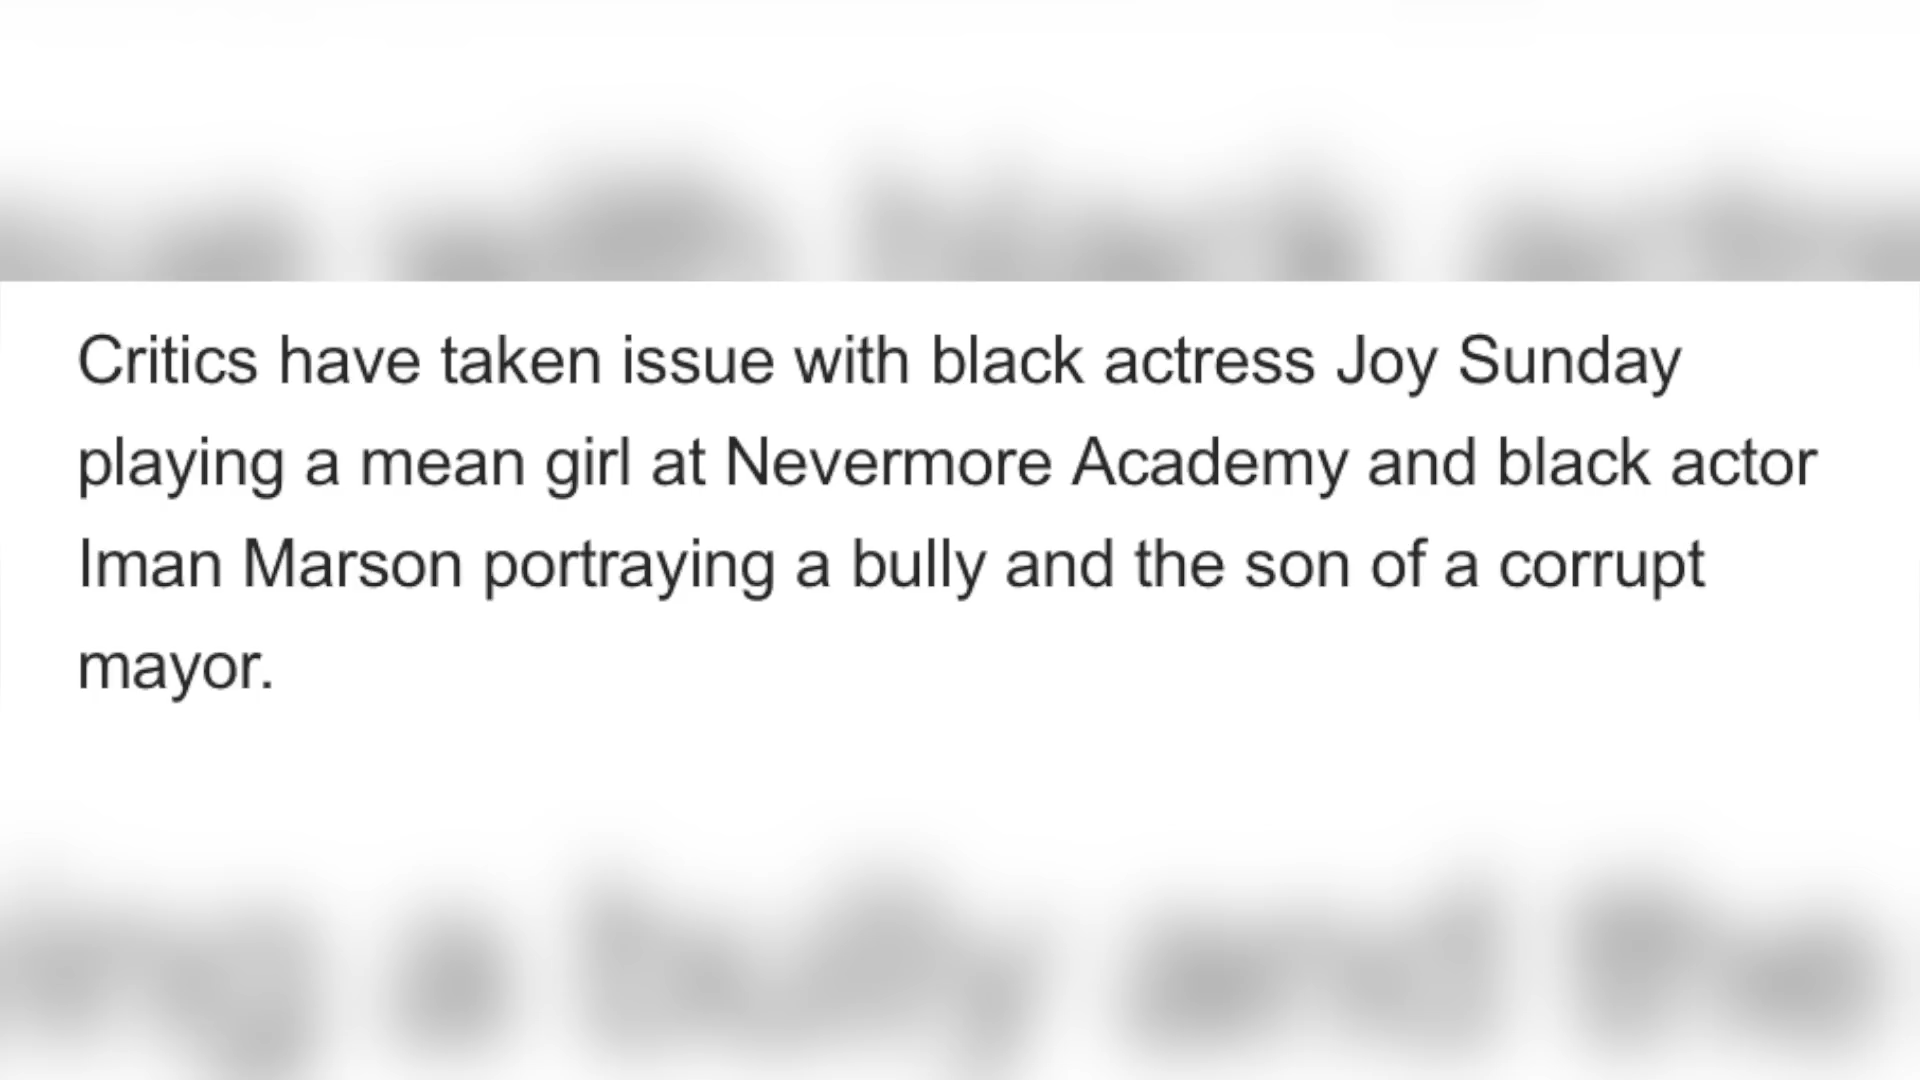 Critics have taken issue with black actress Joy Sunday
playing a mean girl at Nevermore Academy and black actor
Iman Marson portraying a bully and the son of a corrupt
mayor.